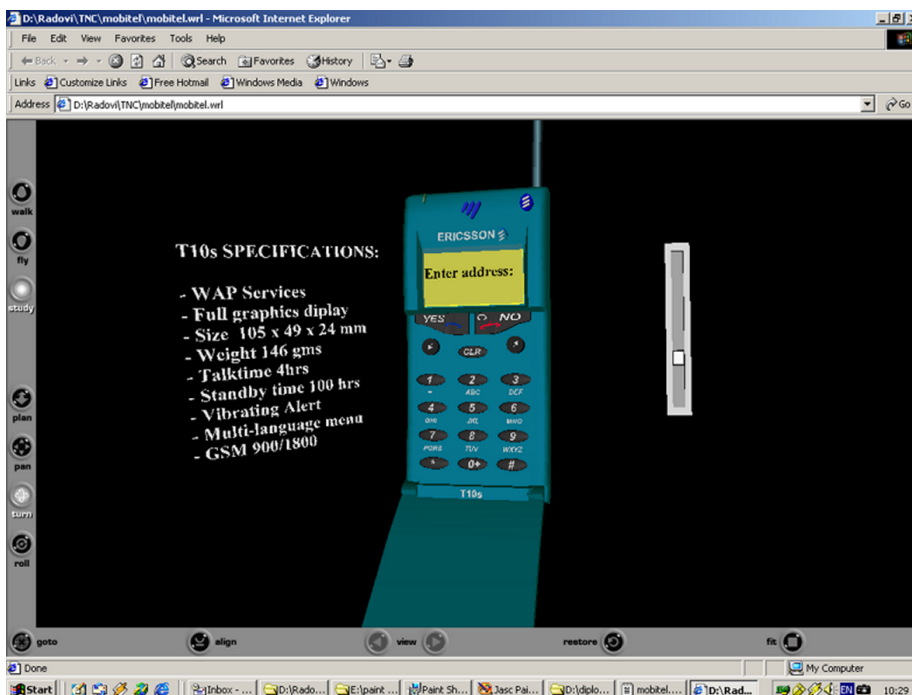 D:\Radovi\TNC\mobitel\mobitel.wrl - Microsoft Internet Explorer
File Edit View Favorites Tools Help
Back Search Favorites History
Links Customize Links Free Hotmail Windows Media Windows
Address D:\Radovi\TNC\mobitel\mobitel.wrl Go
walk
fly
study
plan
pan
turn
roll
T10s SPECIFICATIONS:
- WAP Services
- Full graphics diplay
- Size 105 x 49 x 24 mm
- Weight 146 gms
- Talktime 4hrs
- Standby time 100 hrs
- Vibrating Alert
- Multi-language menu
- GSM 900/1800
ERICSSON
Enter address:
YES NO
CLR
1 2 3
- ABC DEF
4 5 6
GHI JKL MNO
7 8 9
PQRS TUV WXYZ
* 0+ #
T10s
goto align view restore fit
Done My Computer
Start Inbox - ... D:\Rado... E:\paint ... Paint Sh... Jasc Pai... D:\diplo... mobitel.... D:\Rad... EN 10:29